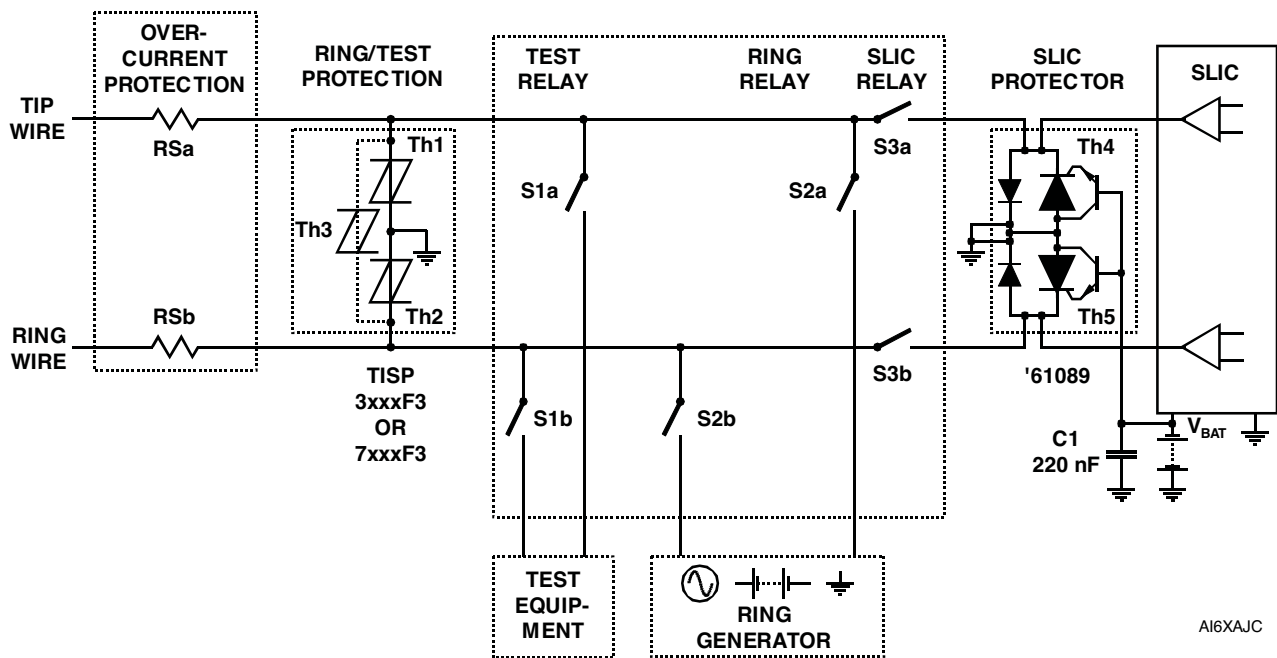 OVER-
CURRENT
PROTECTION
RING/TEST
PROTECTION
TEST
RELAY
RING
RELAY
SLIC
RELAY
SLIC
PROTECTOR
SLIC
TIP
WIRE
RSa
Th1
Th3
Th2
S1a
S2a
S3a
Th4
Th5
RING
WIRE
RSb
TISP
3xxxF3
OR
7xxxF3
S1b
S2b
S3b
'61089
C1
220 nF
VBAT
TEST
EQUIP-
MENT
RING
GENERATOR
AI6XAJC